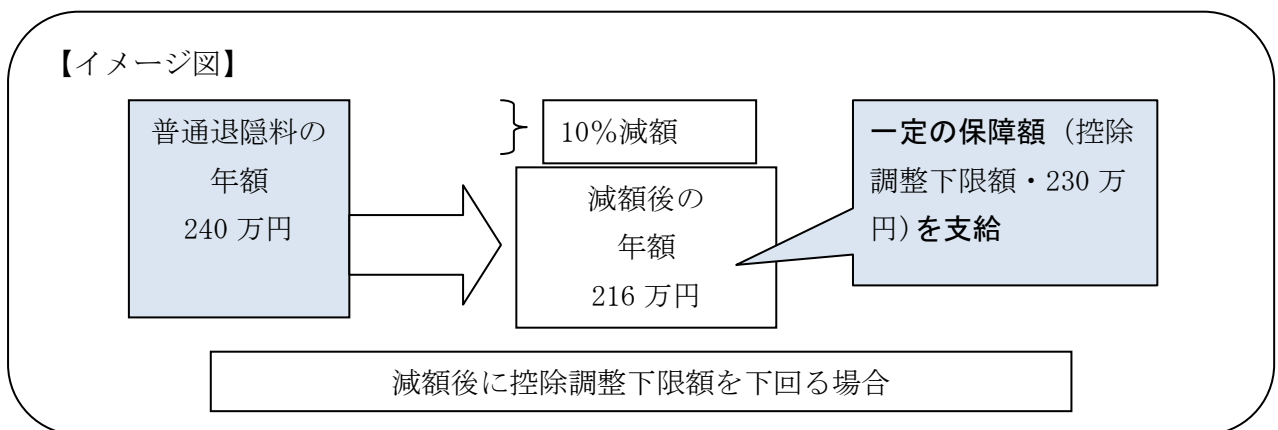 【イメージ図】
普通退隠料の
年額
240 万円
10%減額
減額後の
年額
216 万円
一定の保障額（控除
調整下限額・230 万
円）を支給
減額後に控除調整下限額を下回る場合